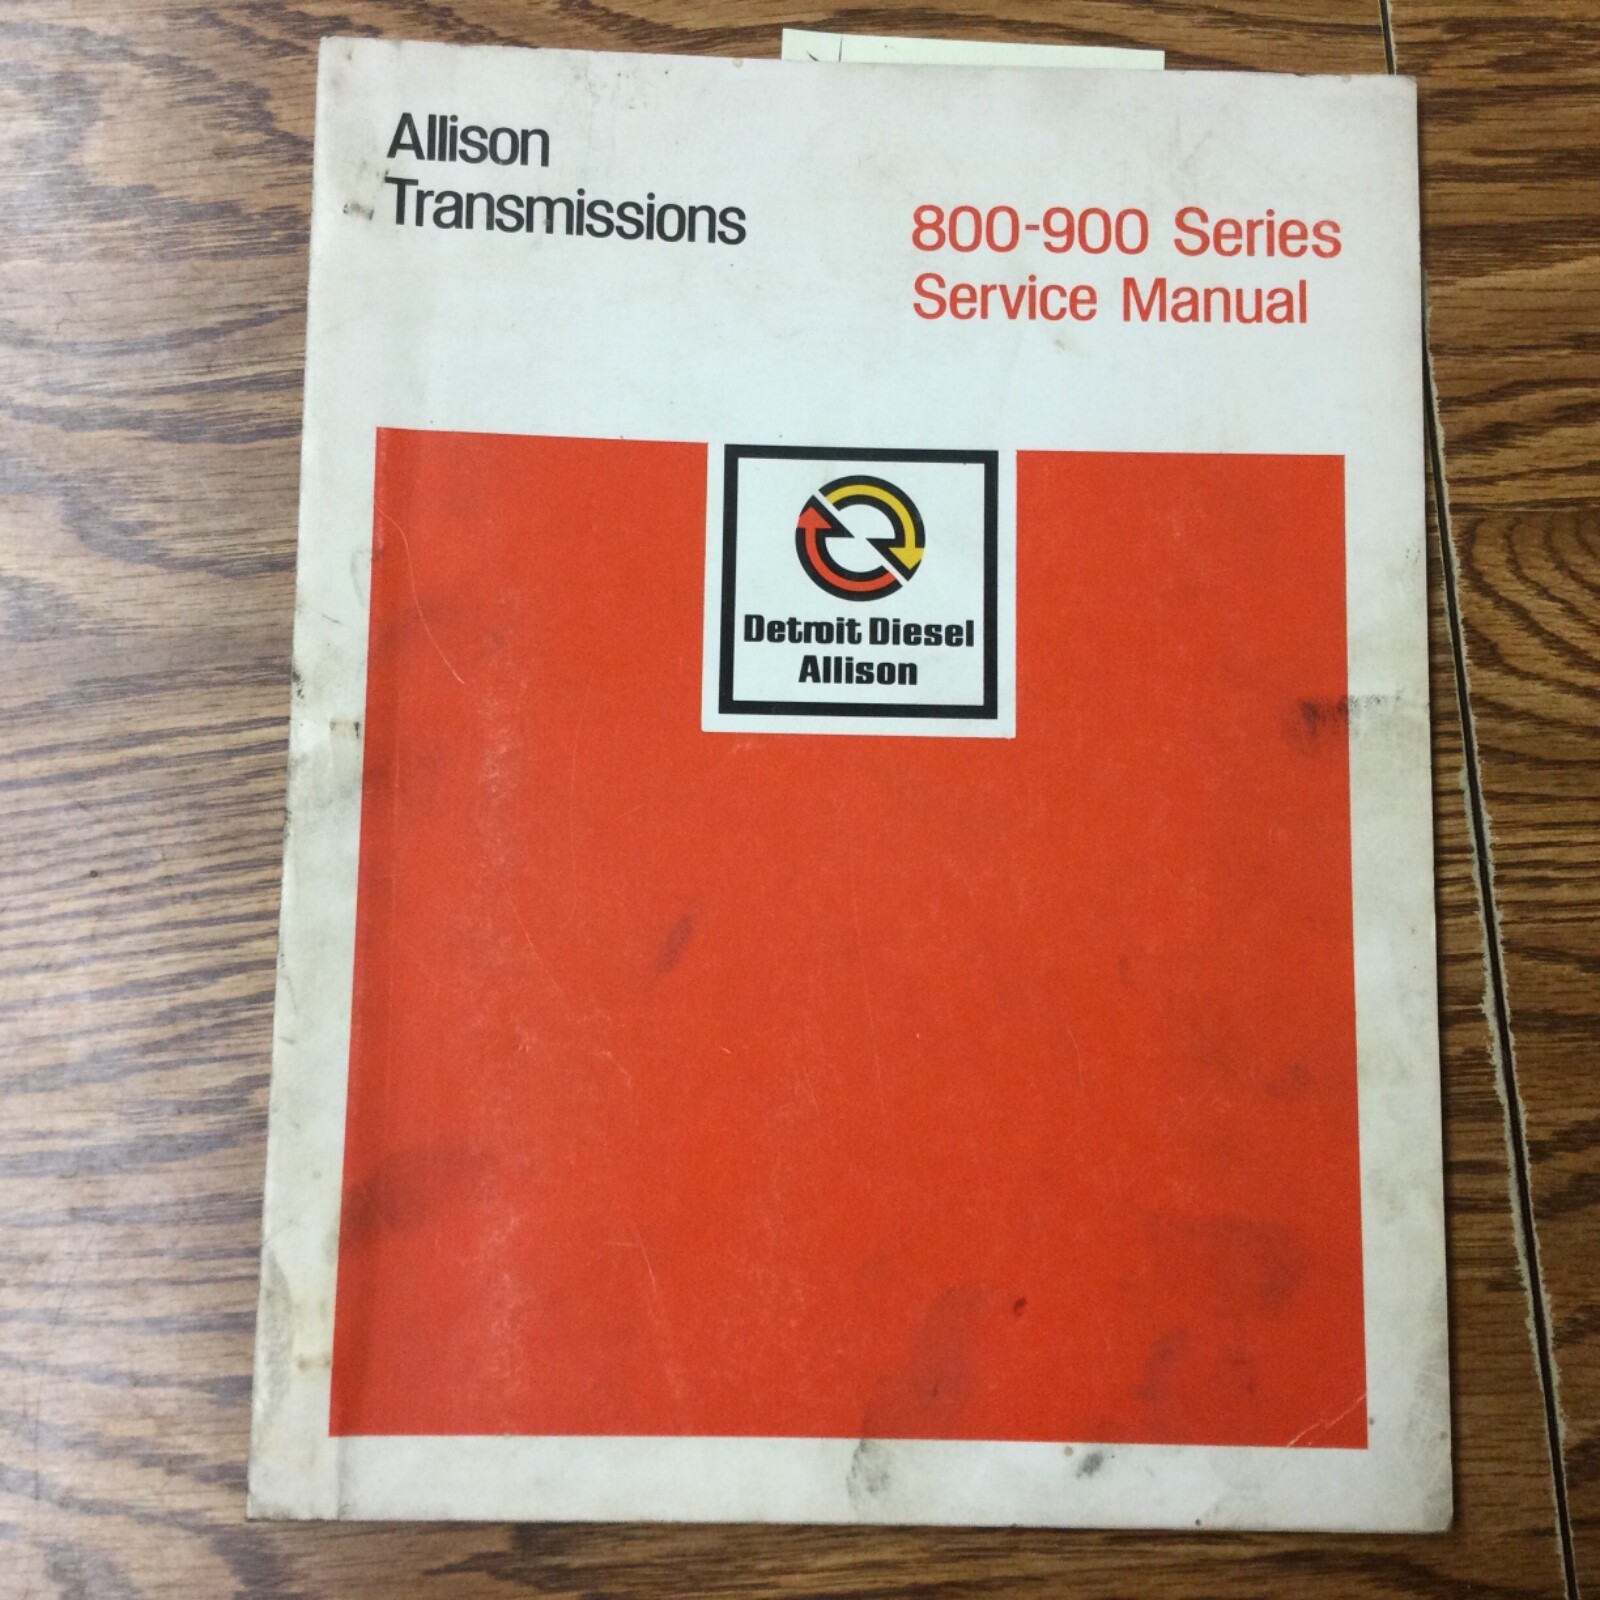 Allison
Transmissions
800-900 Series
Service Manual
Detroit Diesel
Allison